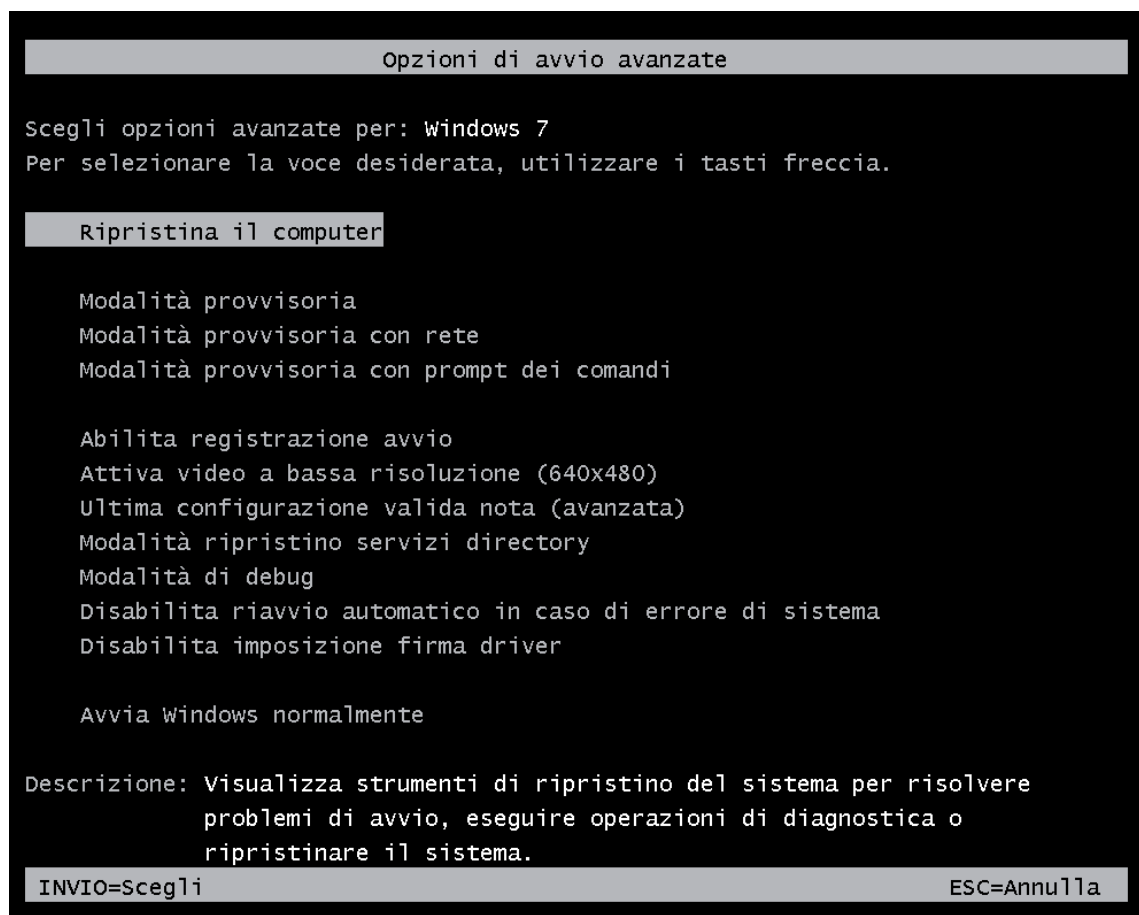 Opzioni di avvio avanzate
Scegli opzioni avanzate per: Windows 7
Per selezionare la voce desiderata, utilizzare i tasti freccia.
Ripristina il computer
Modalità provvisoria
Modalità provvisoria con rete
Modalità provvisoria con prompt dei comandi
Abilita registrazione avvio
Attiva video a bassa risoluzione (640x480)
Ultima configurazione valida nota (avanzata)
Modalità ripristino servizi directory
Modalità di debug
Disabilita riavvio automatico in caso di errore di sistema
Disabilita imposizione firma driver
Avvia Windows normalmente
Descrizione: Visualizza strumenti di ripristino del sistema per risolvere
problemi di avvio, eseguire operazioni di diagnostica o
ripristinare il sistema.
INVIO=Scegli ESC=Annulla